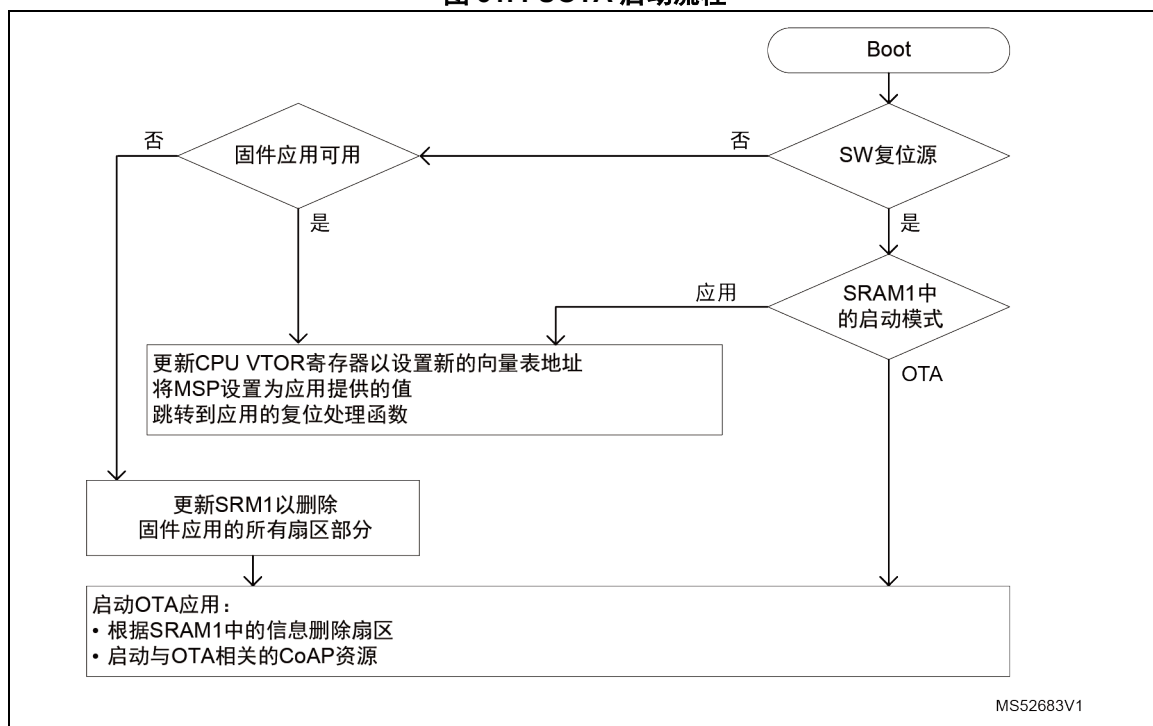 Boot
SW复位源
否
固件应用可用
否
是
是
应用
SRAM1中
的启动模式
OTA
更新CPU VTOR寄存器以设置新的向量表地址
将MSP设置为应用提供的值
跳转到应用的复位处理函数
更新SRM1以删除
固件应用的所有扇区部分
启动OTA应用：
• 根据SRAM1中的信息删除扇区
• 启动与OTA相关的CoAP资源
MS52683V1